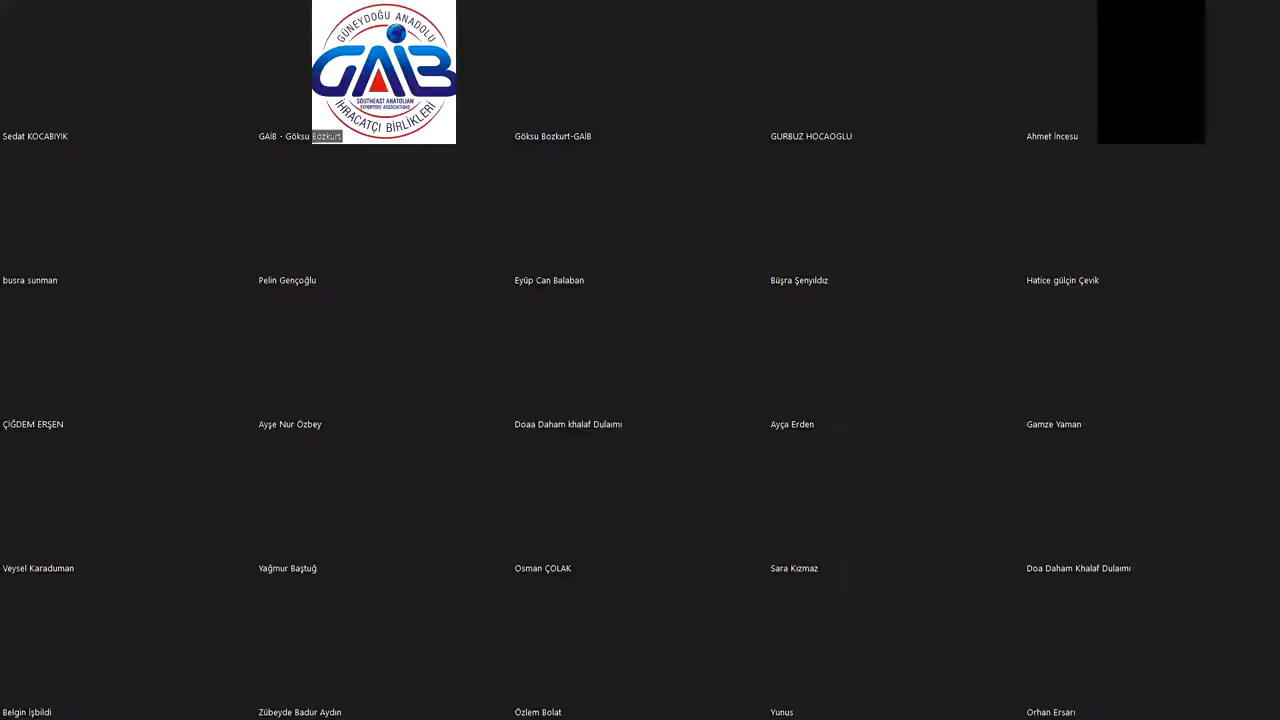 GÜNEYDOĞU ANADOLU
GAİB
SOUTHEAST ANATOLIAN
EXPORTERS' ASSOCIATIONS
İHRACATÇI BİRLİKLERİ
Sedat KOCABIYIK
GAİB - Göksu Bozkurt
Göksu Bozkurt-GAİB
GURBUZ HOCAOGLU
Ahmet İncesu
busra sunman
Pelin Gençoğlu
Eyüp Can Balaban
Büşra Şenyıldız
Hatice gülçin Çevik
ÇİĞDEM ERŞEN
Ayşe Nur Özbey
Doaa Daham khalaf Dulaımı
Ayça Erden
Gamze Yaman
Veysel Karaduman
Yağmur Baştuğ
Osman ÇOLAK
Sara Kızmaz
Doa Daham Khalaf Dulaımı
Belgin İşbildi
Zübeyde Badur Aydın
Özlem Bolat
Yunus
Orhan Ersarı